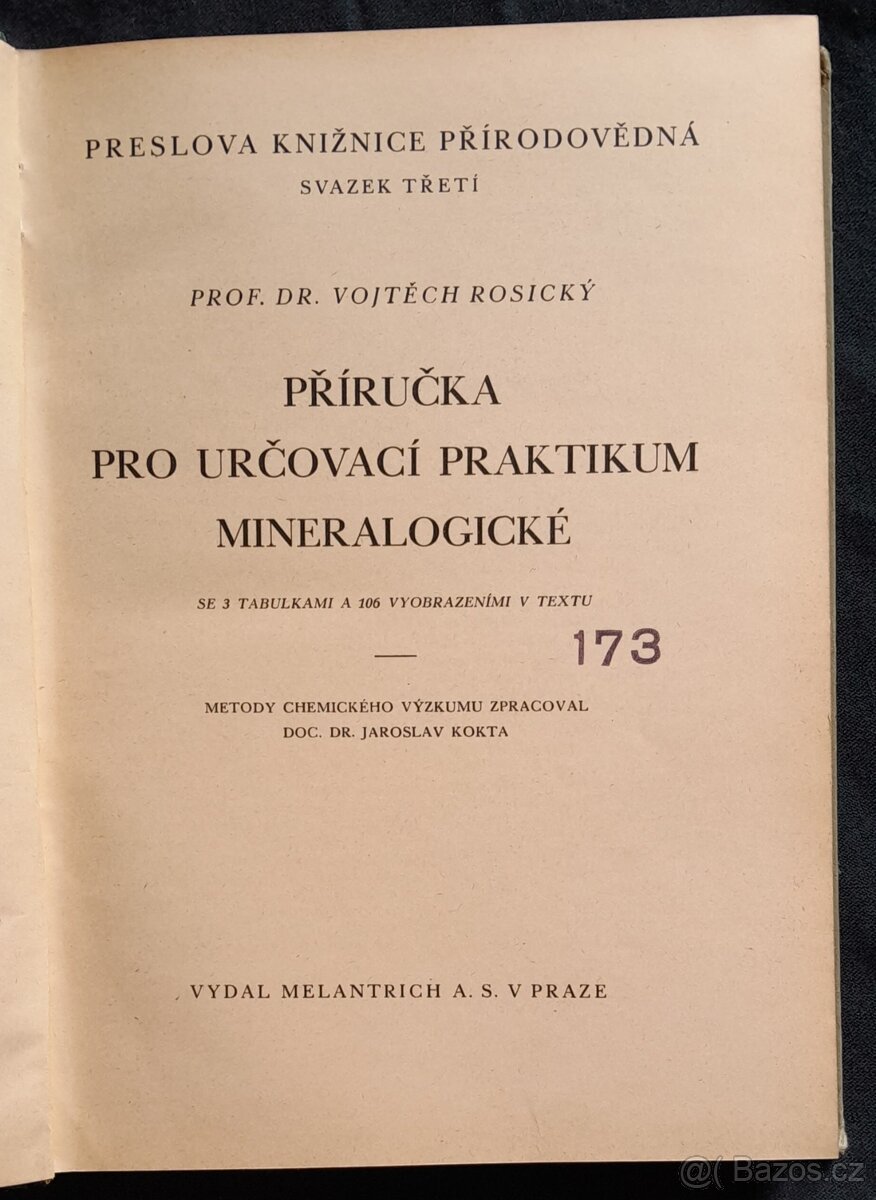 PRESLOVA KNIŽNICE PŘÍRODOVĚDNÁ
SVAZEK TŘETÍ
PROF. DR. VOJTĚCH ROSICKÝ
PŘÍRUČKA
PRO URČOVACÍ PRAKTIKUM
MINERALOGICKÉ
SE 3 TABULKAMI A 106 VYOBRAZENÍMI V TEXTU
173
METODY CHEMICKÉHO VÝZKUMU ZPRACOVAL
DOC. DR. JAROSLAV KOKTA
VYDAL MELANTRICH A. S. V PRAZE
@( Bazos.cz